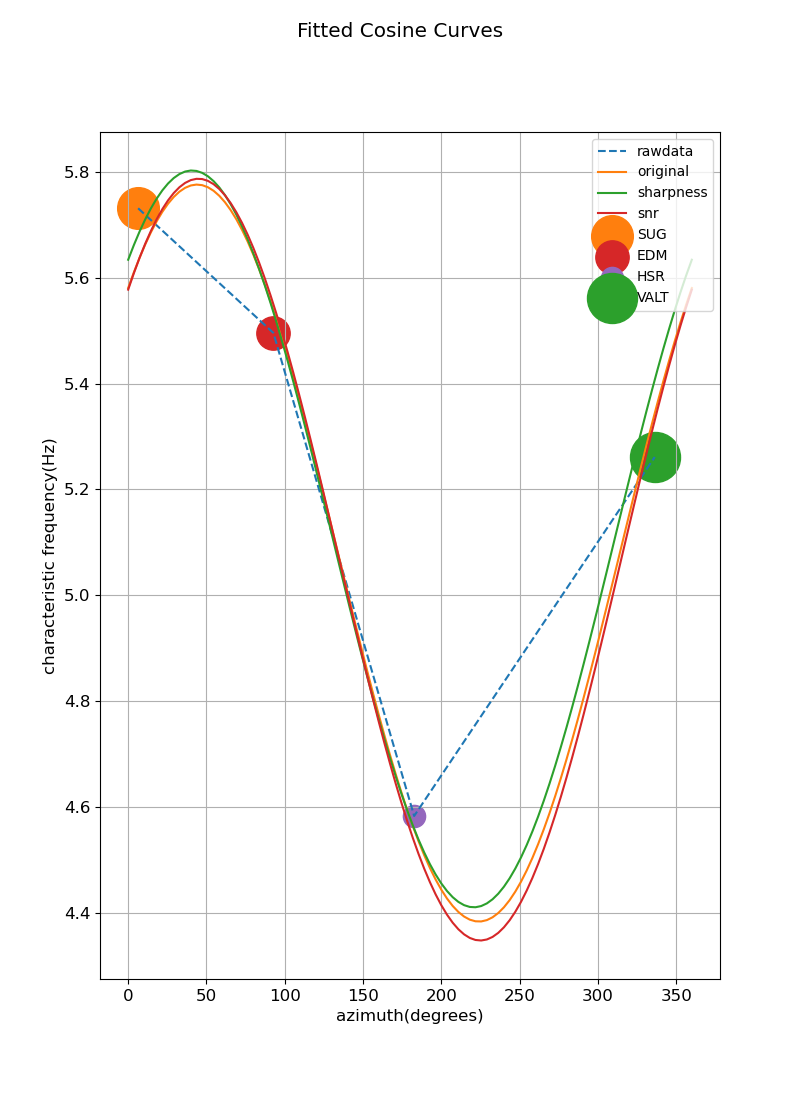 Fitted Cosine Curves
rawdata
original
sharpness
snr
SUG
EDM
HSR
VALT
5.8
5.6
5.4
5.2
5.0
4.8
4.6
4.4
characteristic frequency(Hz)
0 50 100 150 200 250 300 350
azimuth(degrees)